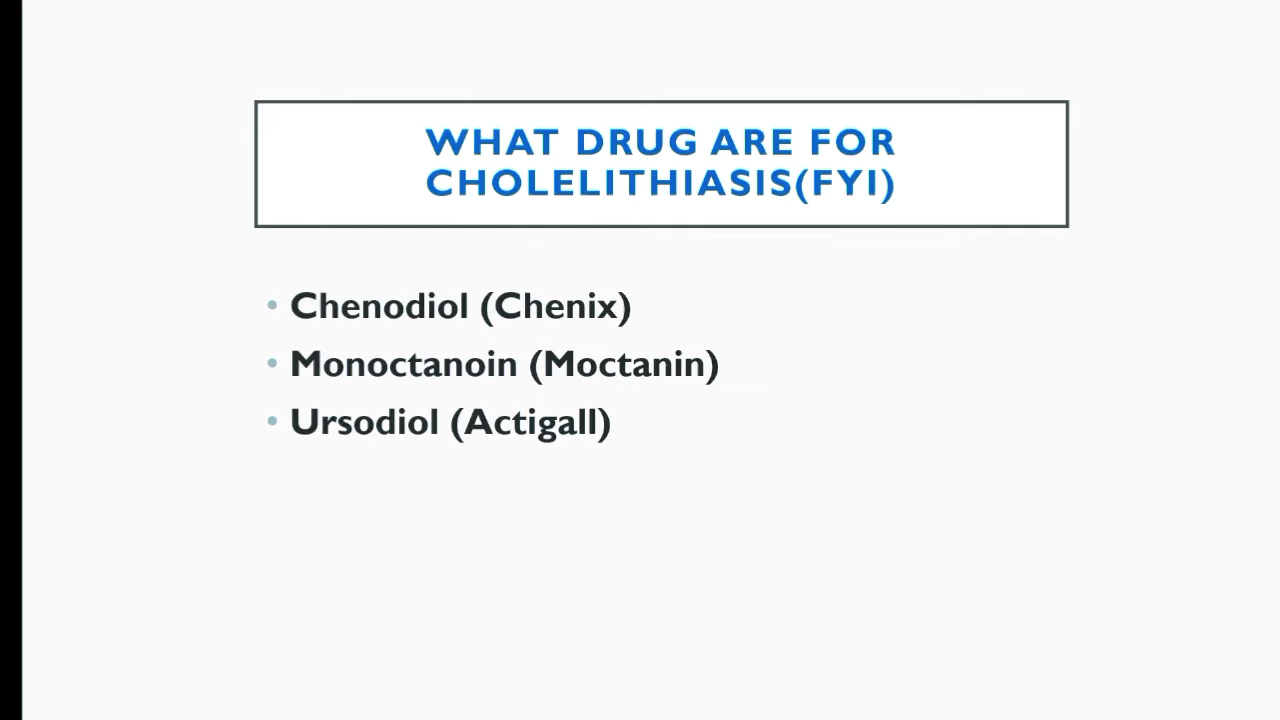 WHAT DRUG ARE FOR
CHOLELITHIASIS(FYI)
• Chenodiol (Chenix)
• Monoctanoin (Moctanin)
• Ursodiol (Actigall)